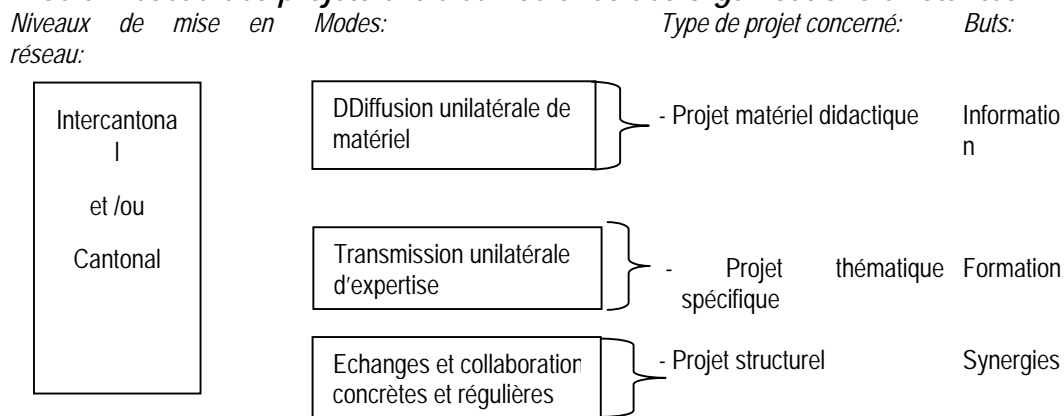 Niveaux de mise en réseau:
Modes:
Type de projet concerné:
Buts:
Intercantona
l
et /ou
Cantonal
DDiffusion unilatérale de
matériel
- Projet matériel didactique
Informatio
n
Transmission unilatérale
d'expertise
- Projet thématique
spécifique
Formation
Echanges et collaboration
concrètes et régulières
- Projet structurel
Synergies